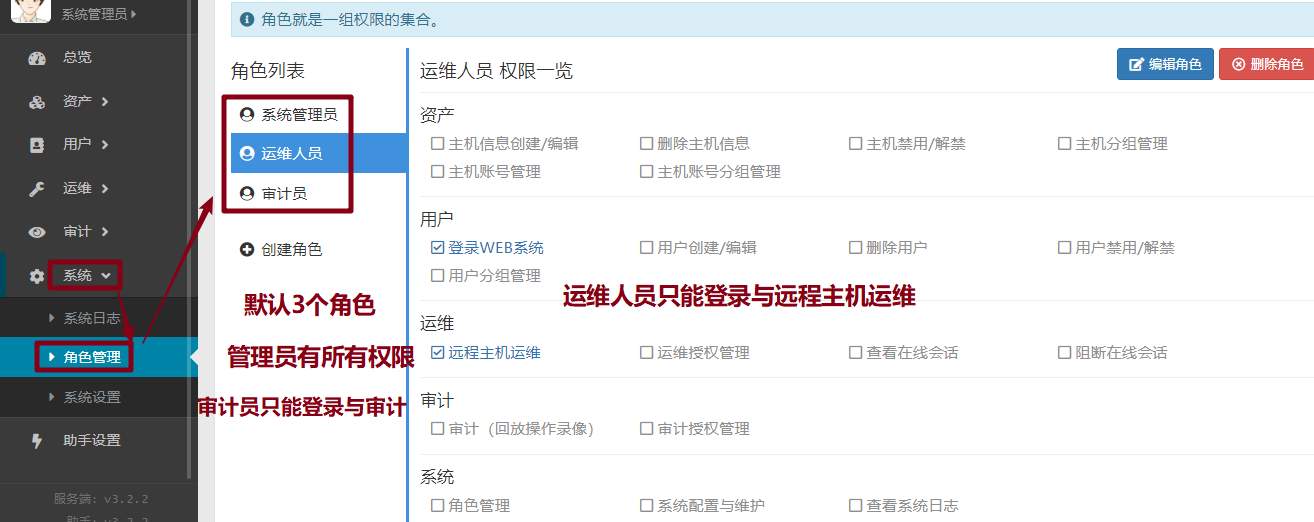 系统管理员
总览
资产
用户
运维
审计
系统
系统日志
角色管理
系统设置
助手设置
服务端: v3.2.2
助手: v3.2.2
角色就是一组权限的集合。
角色列表
系统管理员
运维人员
审计员
创建角色
默认3个角色
管理员有所有权限
审计员只能登录与审计
运维人员 权限一览
编辑角色
删除角色
资产
主机信息创建/编辑 删除主机信息 主机禁用/解禁 主机分组管理
主机账号管理 主机账号分组管理
用户
登录WEB系统 用户创建/编辑 删除用户 用户禁用/解禁
用户分组管理
运维人员只能登录与远程主机运维
运维
远程主机运维 运维授权管理 查看在线会话 阻断在线会话
审计
审计（回放操作录像） 审计授权管理
系统
角色管理 系统配置与维护 查看系统日志